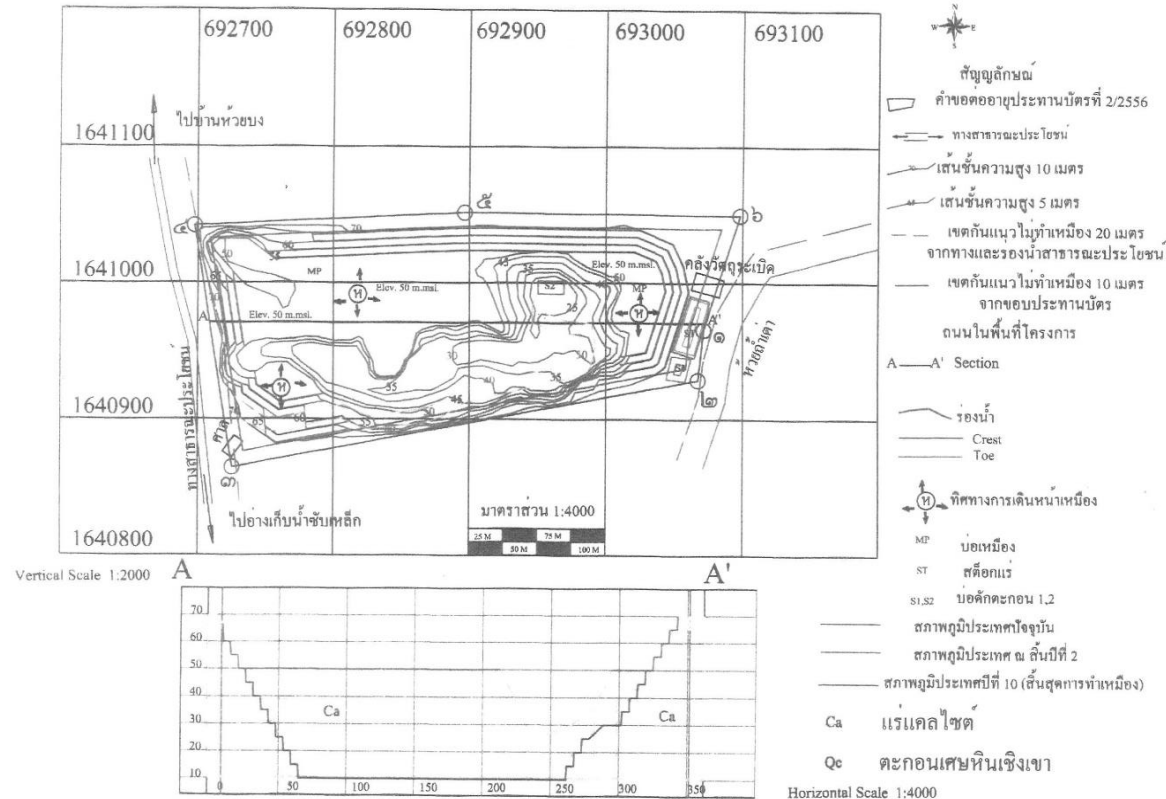 692700 692800 692900 693000 693100
N
W E
S
สัญญลักษณ์
คำขอต่ออายุประทานบัตรที่ 2/2556
ทางสาธารณะประโยชน์
เส้นชั้นความสูง 10 เมตร
เส้นชั้นความสูง 5 เมตร
เขตกันแนวไม่ทำเหมือง 20 เมตร
จากทางและร่องน้ำสาธารณะประโยชน์
เขตกันแนวไม่ทำเหมือง 10 เมตร
จากขอบประทานบัตร
ถนนในพื้นที่โครงการ
A A' Section
ร่องน้ำ
Crest
Toe
ห ทิศทางการเดินหน้าเหมือง
MP บ่อเหมือง
ST สต็อกแร่
S1,S2 บ่อดักตะกอน 1,2
สภาพภูมิประเทศปัจจุบัน
สภาพภูมิประเทศ ณ สิ้นปีที่ 2
สภาพภูมิประเทศปีที่ 10 (สิ้นสุดการทำเหมือง)
Ca แร่แคลไซต์
Qc ตะกอนเศษหินเชิงเขา
Horizontal Scale 1:4000
ไปบ้านห้วยบง
1641100
๔ ๕ ๖
70
60
50
MP
Elev. 50 m.msl.
ห
Elev. 50 m.msl.
45
35
S2
25
Elev. 50 m.msl.
60
MP
ห
คลังวัตถุระเบิด
1641000
A A'
ST
๑
S1
๒
ห้วยถ้ำเต่า
30
30
35
35
40
45
50
55
ห
70
65
60
1640900
ศาล
๓
ทางสาธารณะประโยชน์
ไปอ่างเก็บน้ำซับเหล็ก
มาตราส่วน 1:4000
25 M 75 M
50 M 100 M
1640800
Vertical Scale 1:2000
A A'
70
60
50
40
30
20
10
Ca Ca
0 50 100 150 200 250 300 350